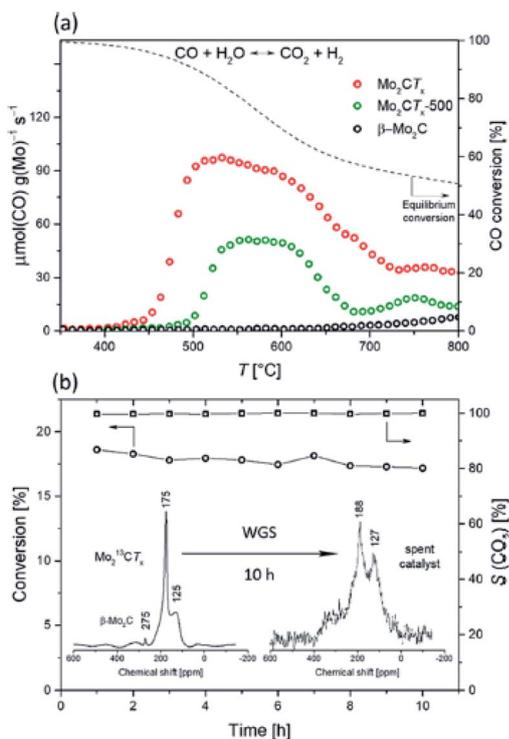 (a)
CO + H₂O ↔ CO₂ + H₂
Mo₂CTₓ
Mo₂CTₓ-500
β–Mo₂C
Equilibrium
conversion
μmol(CO) g(Mo)⁻¹ s⁻¹
0
30
60
90
120
CO conversion [%]
0
20
40
60
80
100
400
500
600
700
800
T [°C]
(b)
Conversion [%]
0
5
10
15
20
S (CO₂) [%]
0
20
40
60
80
100
175
Mo₂¹³CTₓ
125
275
β-Mo₂C
600
400
200
0
-200
Chemical shift [ppm]
WGS
10 h
188
127
spent
catalyst
600
400
200
0
-200
Chemical shift [ppm]
0
2
4
6
8
10
Time [h]